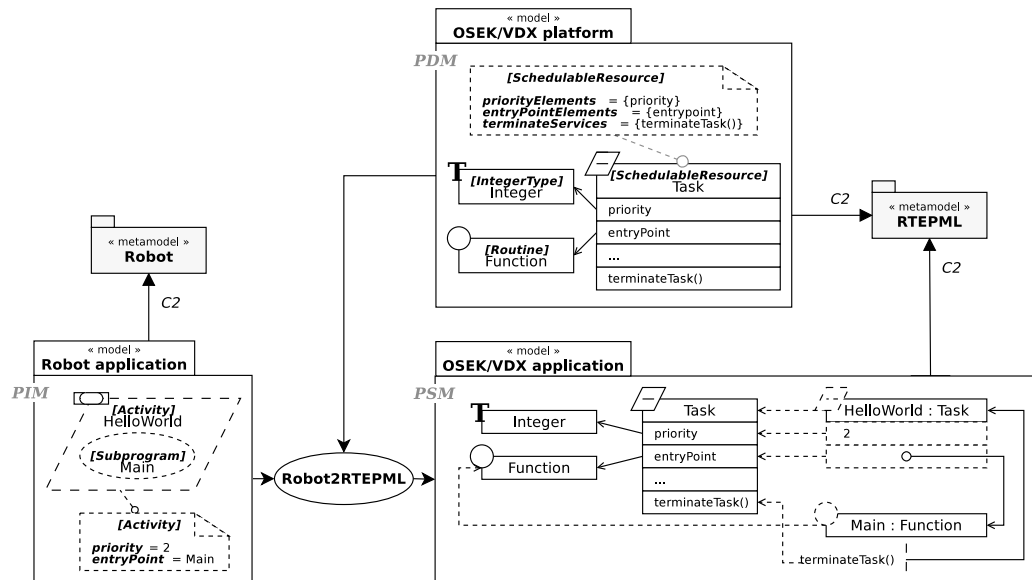 « model »
OSEK/VDX platform
PDM
[SchedulableResource]
priorityElements = {priority}
entryPointElements = {entrypoint}
terminateServices = {terminateTask()}
T
[IntegerType]
Integer
[SchedulableResource]
Task
priority
entryPoint
...
terminateTask()
[Routine]
Function
C2
« metamodel »
RTEPML
C2
« metamodel »
Robot
C2
« model »
Robot application
PIM
[Activity]
HelloWorld
[Subprogram]
Main
[Activity]
priority = 2
entryPoint = Main
Robot2RTEPML
« model »
OSEK/VDX application
PSM
T
Integer
Function
Task
priority
entryPoint
...
terminateTask()
HelloWorld : Task
2
Main : Function
terminateTask()